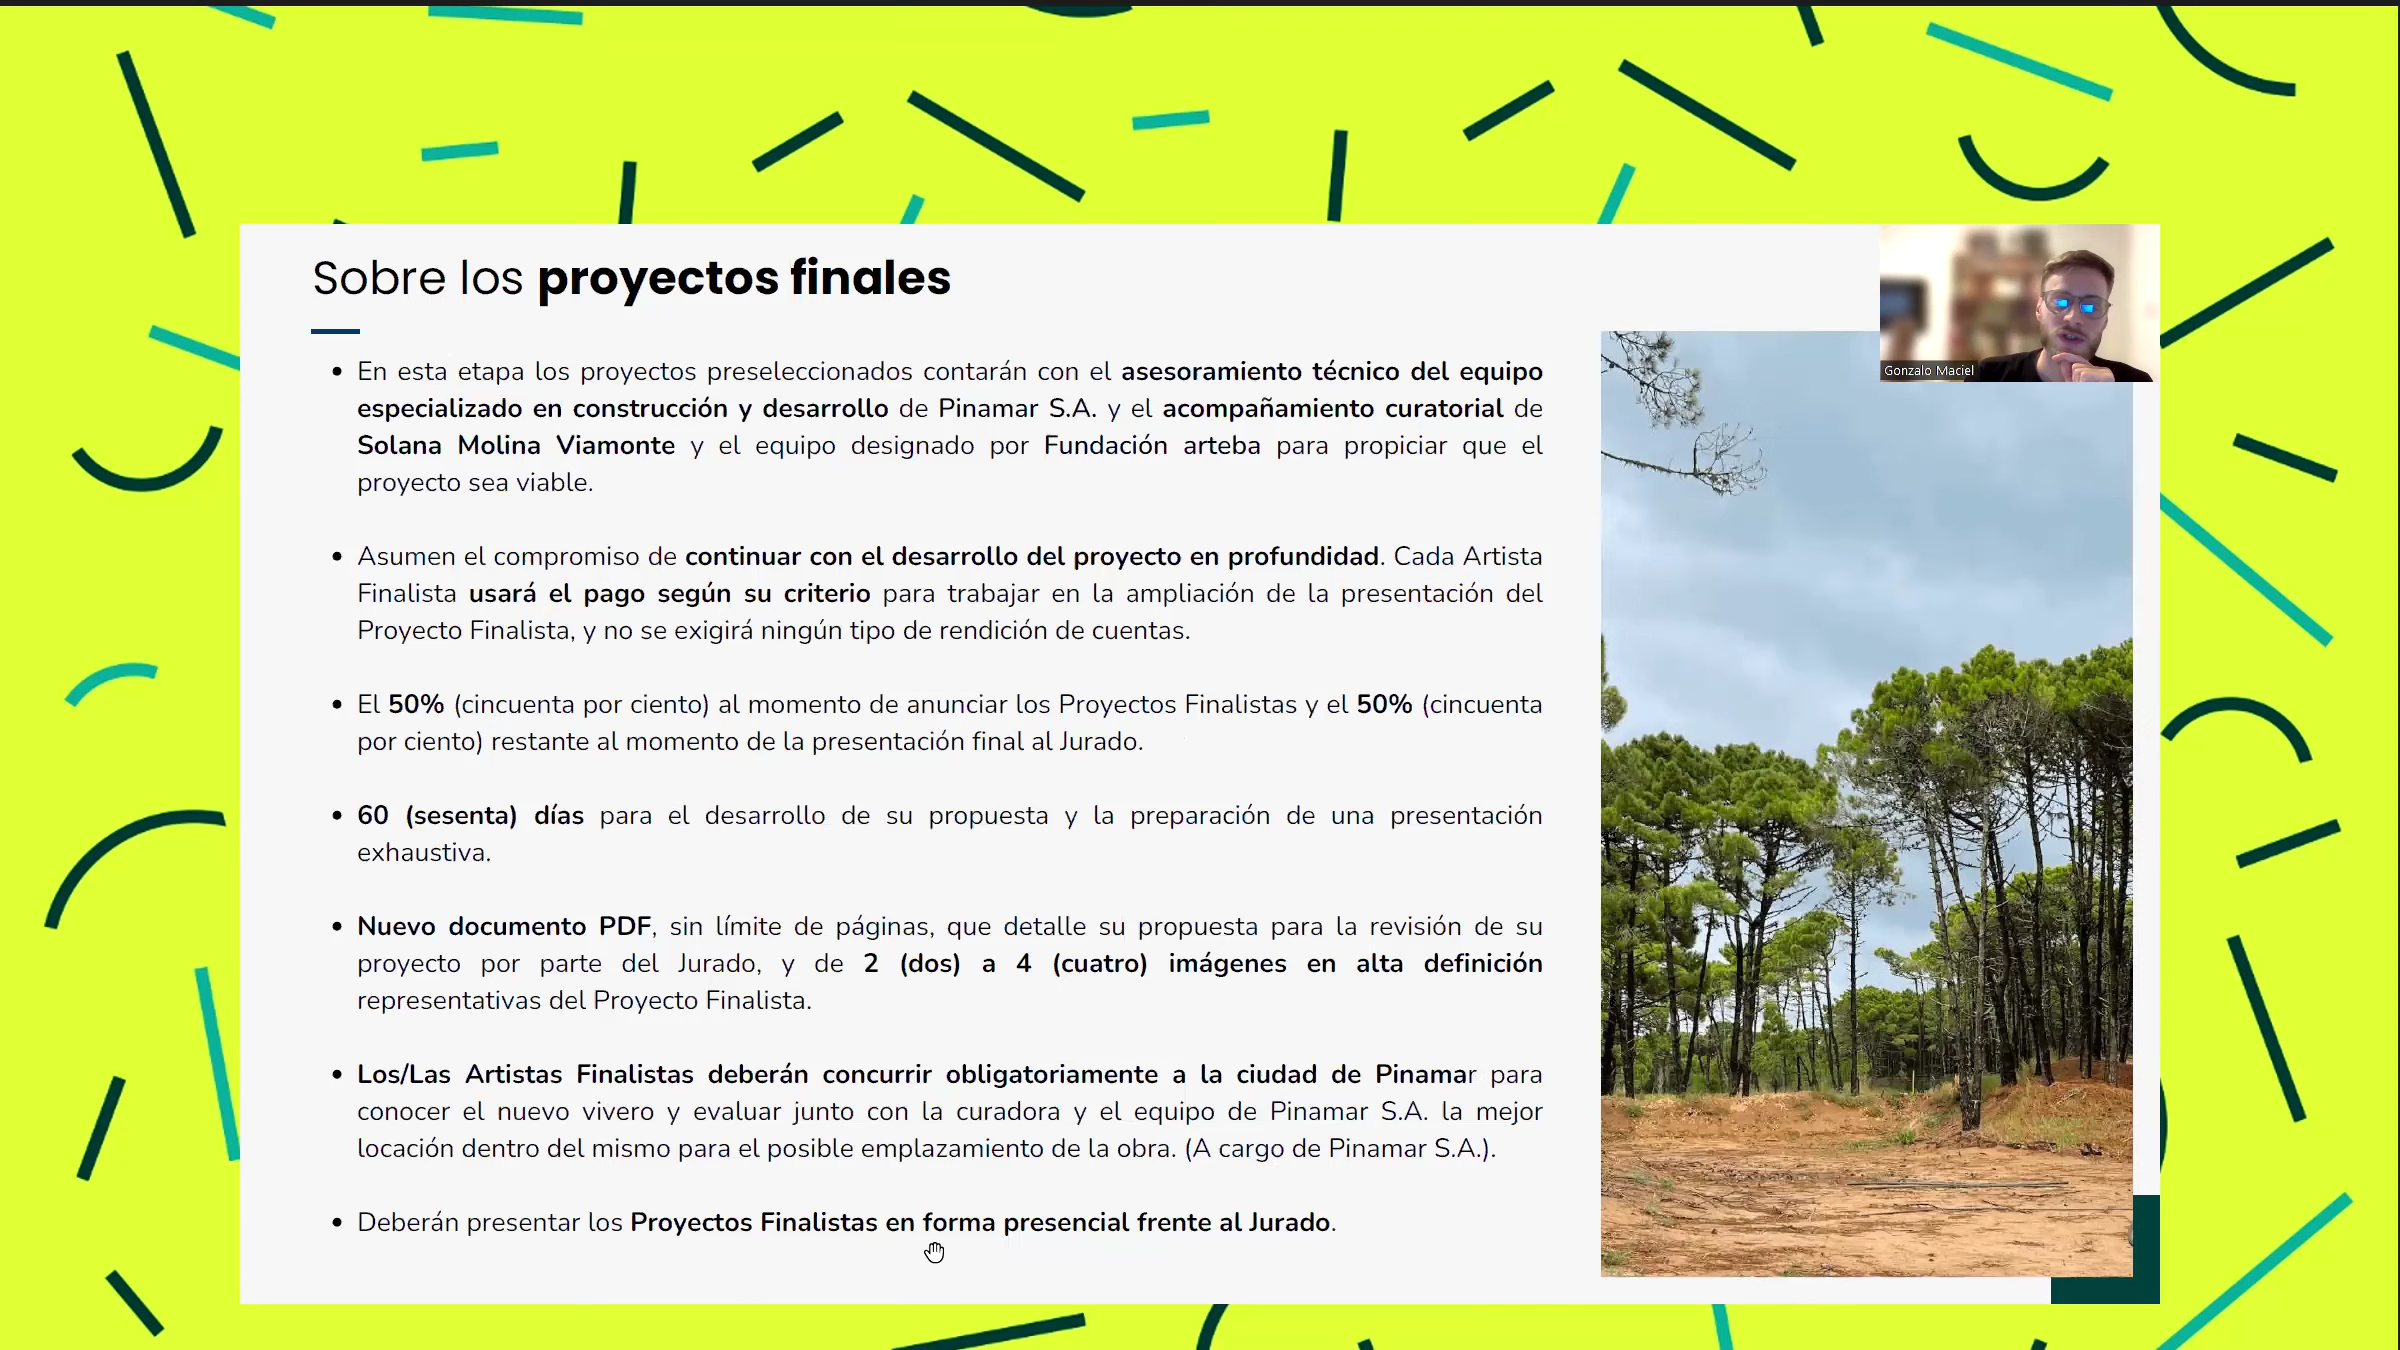 Sobre los proyectos finales
Gonzalo Maciel
• En esta etapa los proyectos preseleccionados contarán con el asesoramiento técnico del equipo
especializado en construcción y desarrollo de Pinamar S.A. y el acompañamiento curatorial de
Solana Molina Viamonte y el equipo designado por Fundación arteba para propiciar que el
proyecto sea viable.
• Asumen el compromiso de continuar con el desarrollo del proyecto en profundidad. Cada Artista
Finalista usará el pago según su criterio para trabajar en la ampliación de la presentación del
Proyecto Finalista, y no se exigirá ningún tipo de rendición de cuentas.
• El 50% (cincuenta por ciento) al momento de anunciar los Proyectos Finalistas y el 50% (cincuenta
por ciento) restante al momento de la presentación final al Jurado.
• 60 (sesenta) días para el desarrollo de su propuesta y la preparación de una presentación
exhaustiva.
• Nuevo documento PDF, sin límite de páginas, que detalle su propuesta para la revisión de su
proyecto por parte del Jurado, y de 2 (dos) a 4 (cuatro) imágenes en alta definición
representativas del Proyecto Finalista.
• Los/Las Artistas Finalistas deberán concurrir obligatoriamente a la ciudad de Pinamar para
conocer el nuevo vivero y evaluar junto con la curadora y el equipo de Pinamar S.A. la mejor
locación dentro del mismo para el posible emplazamiento de la obra. (A cargo de Pinamar S.A.).
• Deberán presentar los Proyectos Finalistas en forma presencial frente al Jurado.